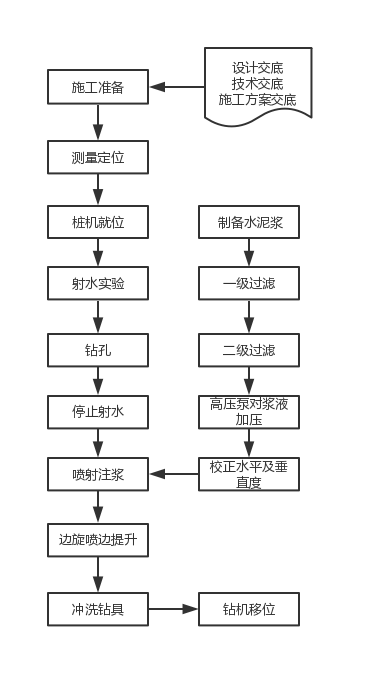 设计交底
技术交底
施工方案交底
施工准备
测量定位
桩机就位
制备水泥浆
射水实验
一级过滤
钻孔
二级过滤
停止射水
高压泵对浆液
加压
喷射注浆
校正水平及垂
直度
边旋喷边提升
冲洗钻具
钻机移位